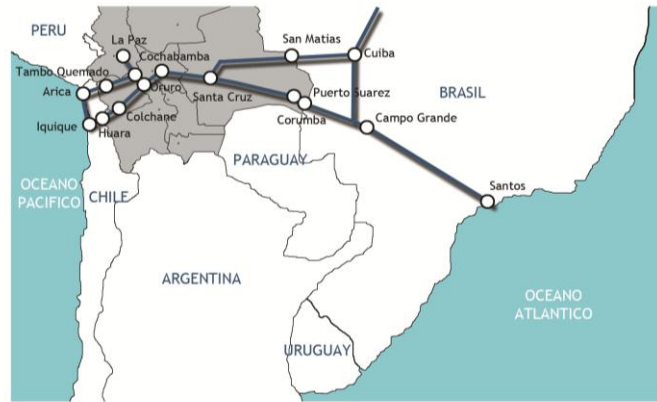 PERU
La Paz
Cochabamba
San Matias
Cuiba
Tambo Quemado
Arica
Oruro
Santa Cruz
Puerto Suarez
BRASIL
Iquique
Huara
Colchane
Corumba
Campo Grande
PARAGUAY
OCEANO
PACIFICO
CHILE
Santos
ARGENTINA
OCEANO
ATLANTICO
URUGUAY